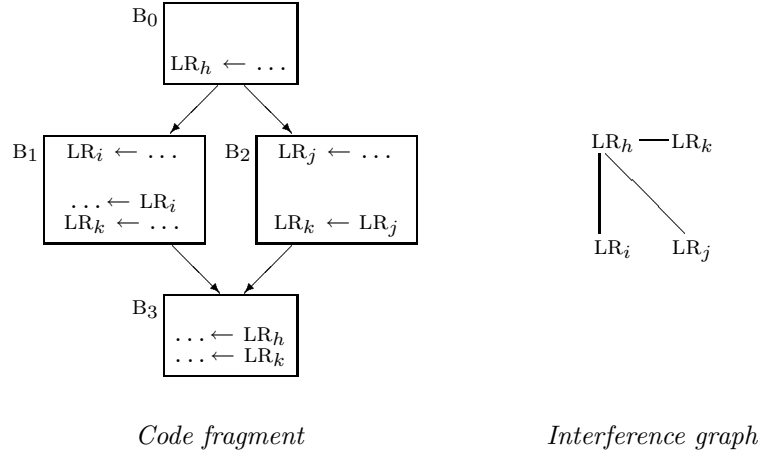 B₀
LRₕ ← ...
B₁
LRᵢ ← ...
... ← LRᵢ
LRₖ ← ...
B₂
LRⱼ ← ...
LRₖ ← LRⱼ
B₃
... ← LRₕ
... ← LRₖ
Code fragment
LRₕ LRₖ
LRᵢ LRⱼ
Interference graph